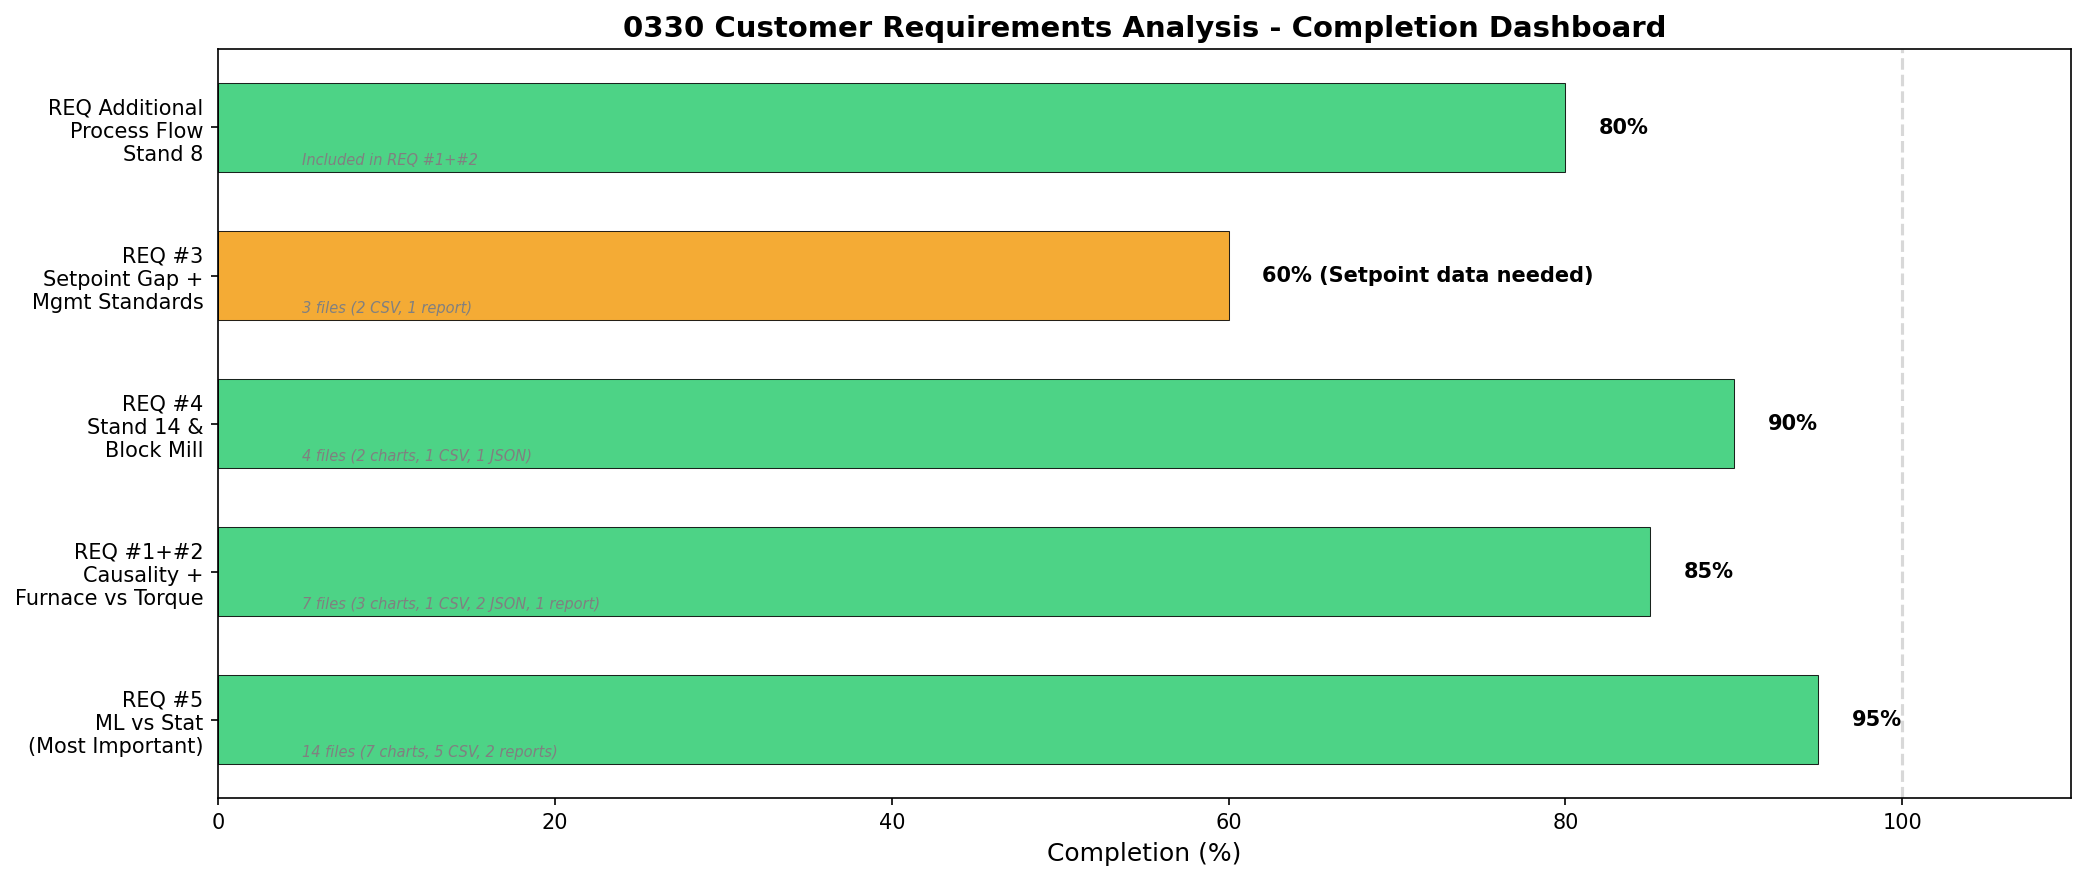 0330 Customer Requirements Analysis - Completion Dashboard
REQ Additional
Process Flow
Stand 8
Included in REQ #1+#2
80%
REQ #3
Setpoint Gap +
Mgmt Standards
3 files (2 CSV, 1 report)
60% (Setpoint data needed)
REQ #4
Stand 14 &
Block Mill
4 files (2 charts, 1 CSV, 1 JSON)
90%
REQ #1+#2
Causality +
Furnace vs Torque
7 files (3 charts, 1 CSV, 2 JSON, 1 report)
85%
REQ #5
ML vs Stat
(Most Important)
14 files (7 charts, 5 CSV, 2 reports)
95%
0 20 40 60 80 100
Completion (%)